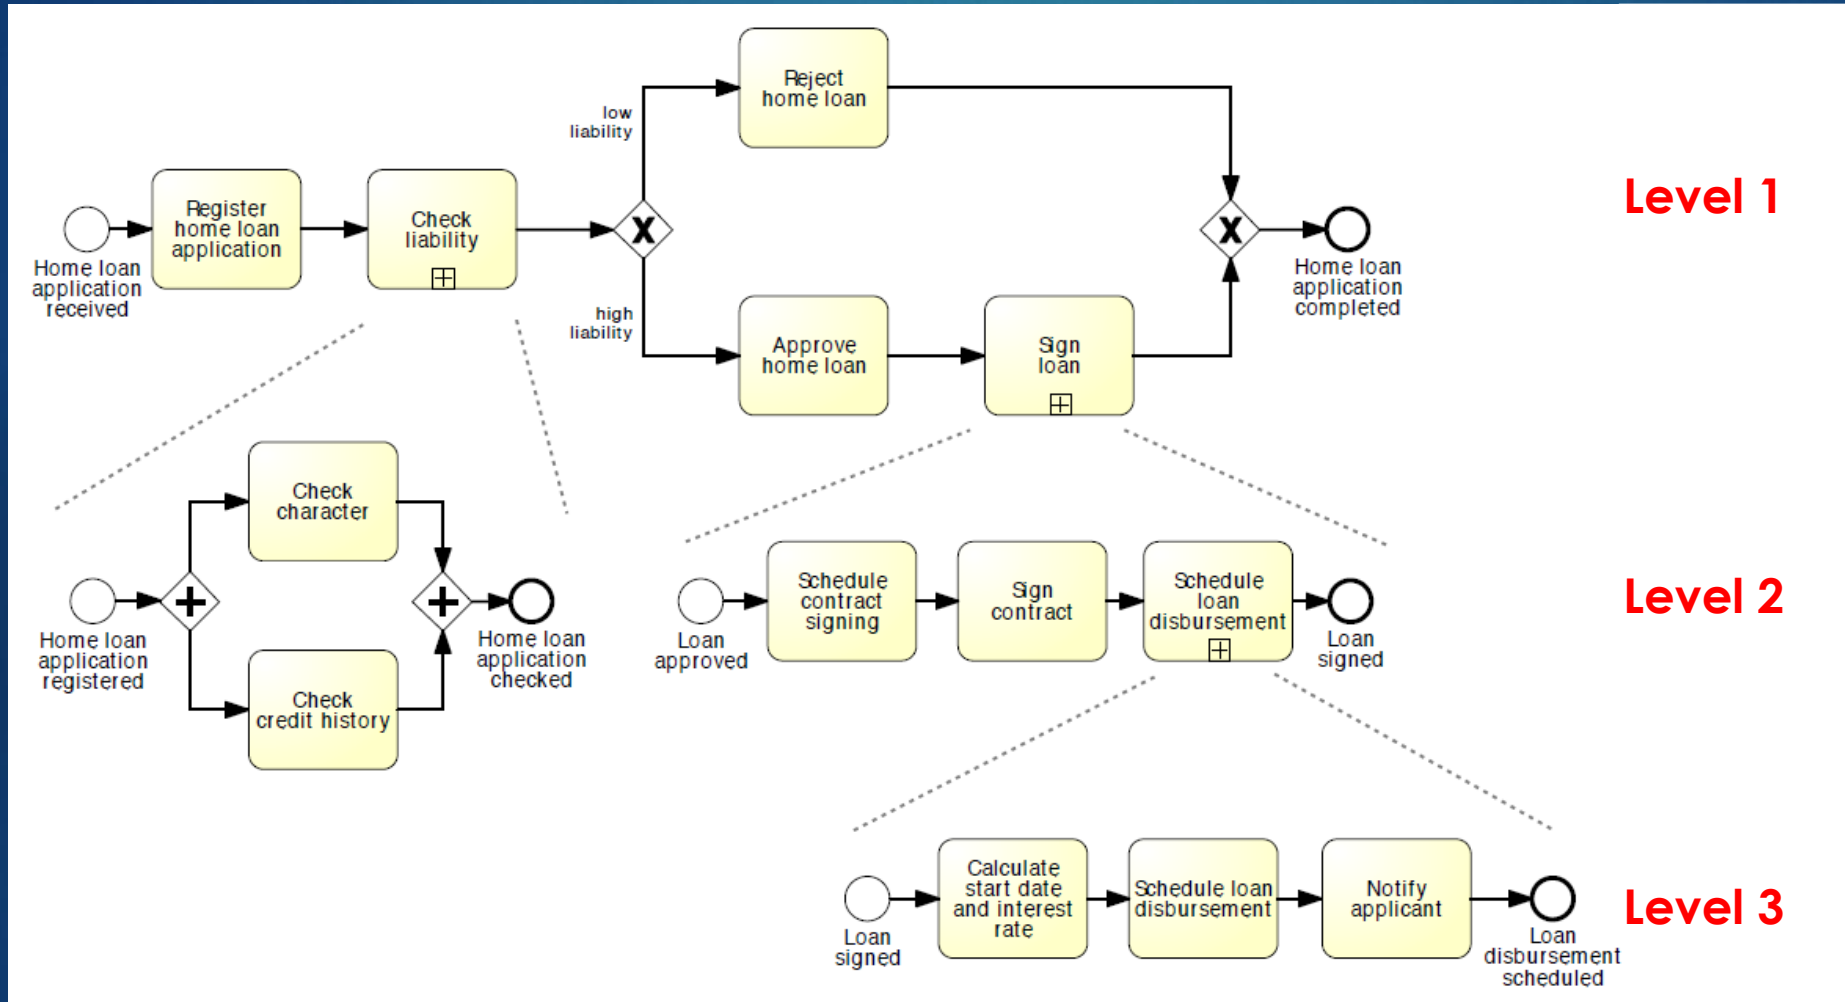 Reject
home loan
low
liability
Level 1
Register
home loan
application
Check
liability
X
X
Home loan
application
received
Home loan
application
completed
high
liability
Approve
home loan
Sign
loan
Check
character
Schedule
contract
signing
Sign
contract
Schedule
loan
disbursement
Level 2
Home loan
application
registered
Home loan
application
checked
Loan
approved
Loan
signed
Check
credit history
Calculate
start date
and interest
rate
Schedule loan
disbursement
Notify
applicant
Level 3
Loan
signed
Loan
disbursement
scheduled